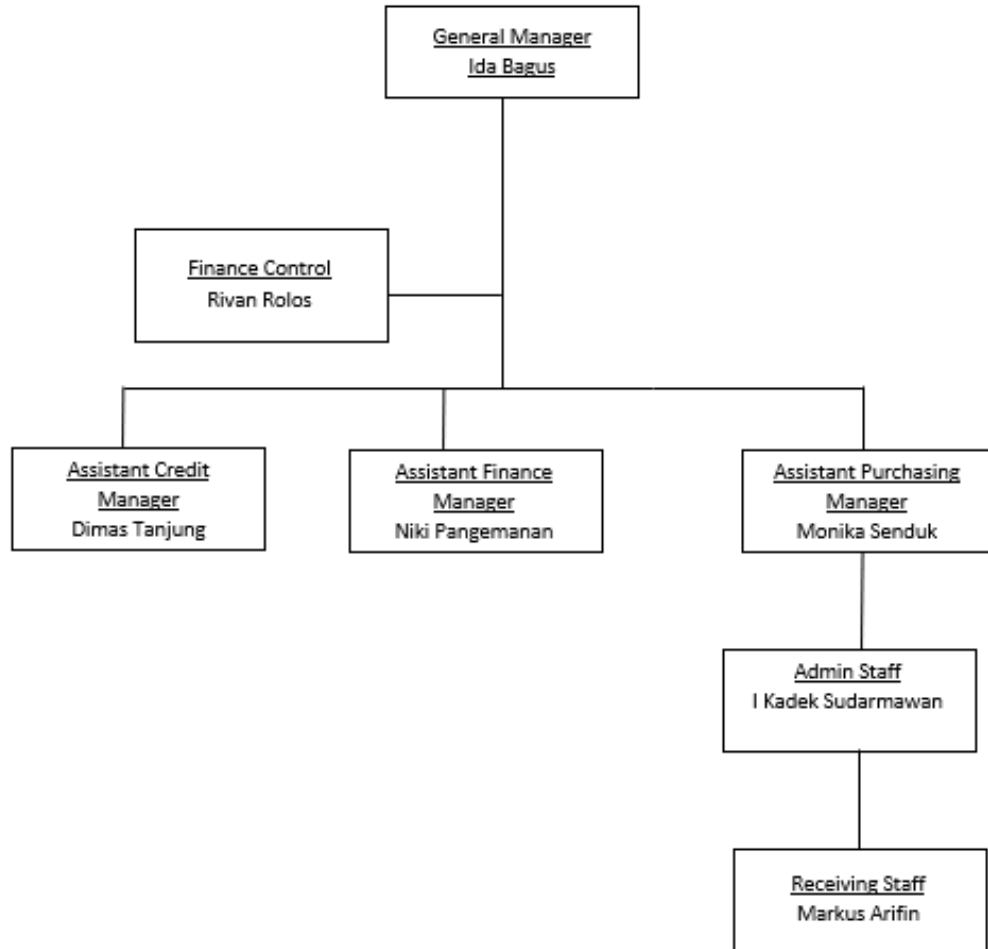 General Manager
Ida Bagus
Finance Control
Rivan Rolos
Assistant Credit
Manager
Dimas Tanjung
Assistant Finance
Manager
Niki Pangemanan
Assistant Purchasing
Manager
Monika Senduk
Admin Staff
I Kadek Sudarmawan
Receiving Staff
Markus Arifin